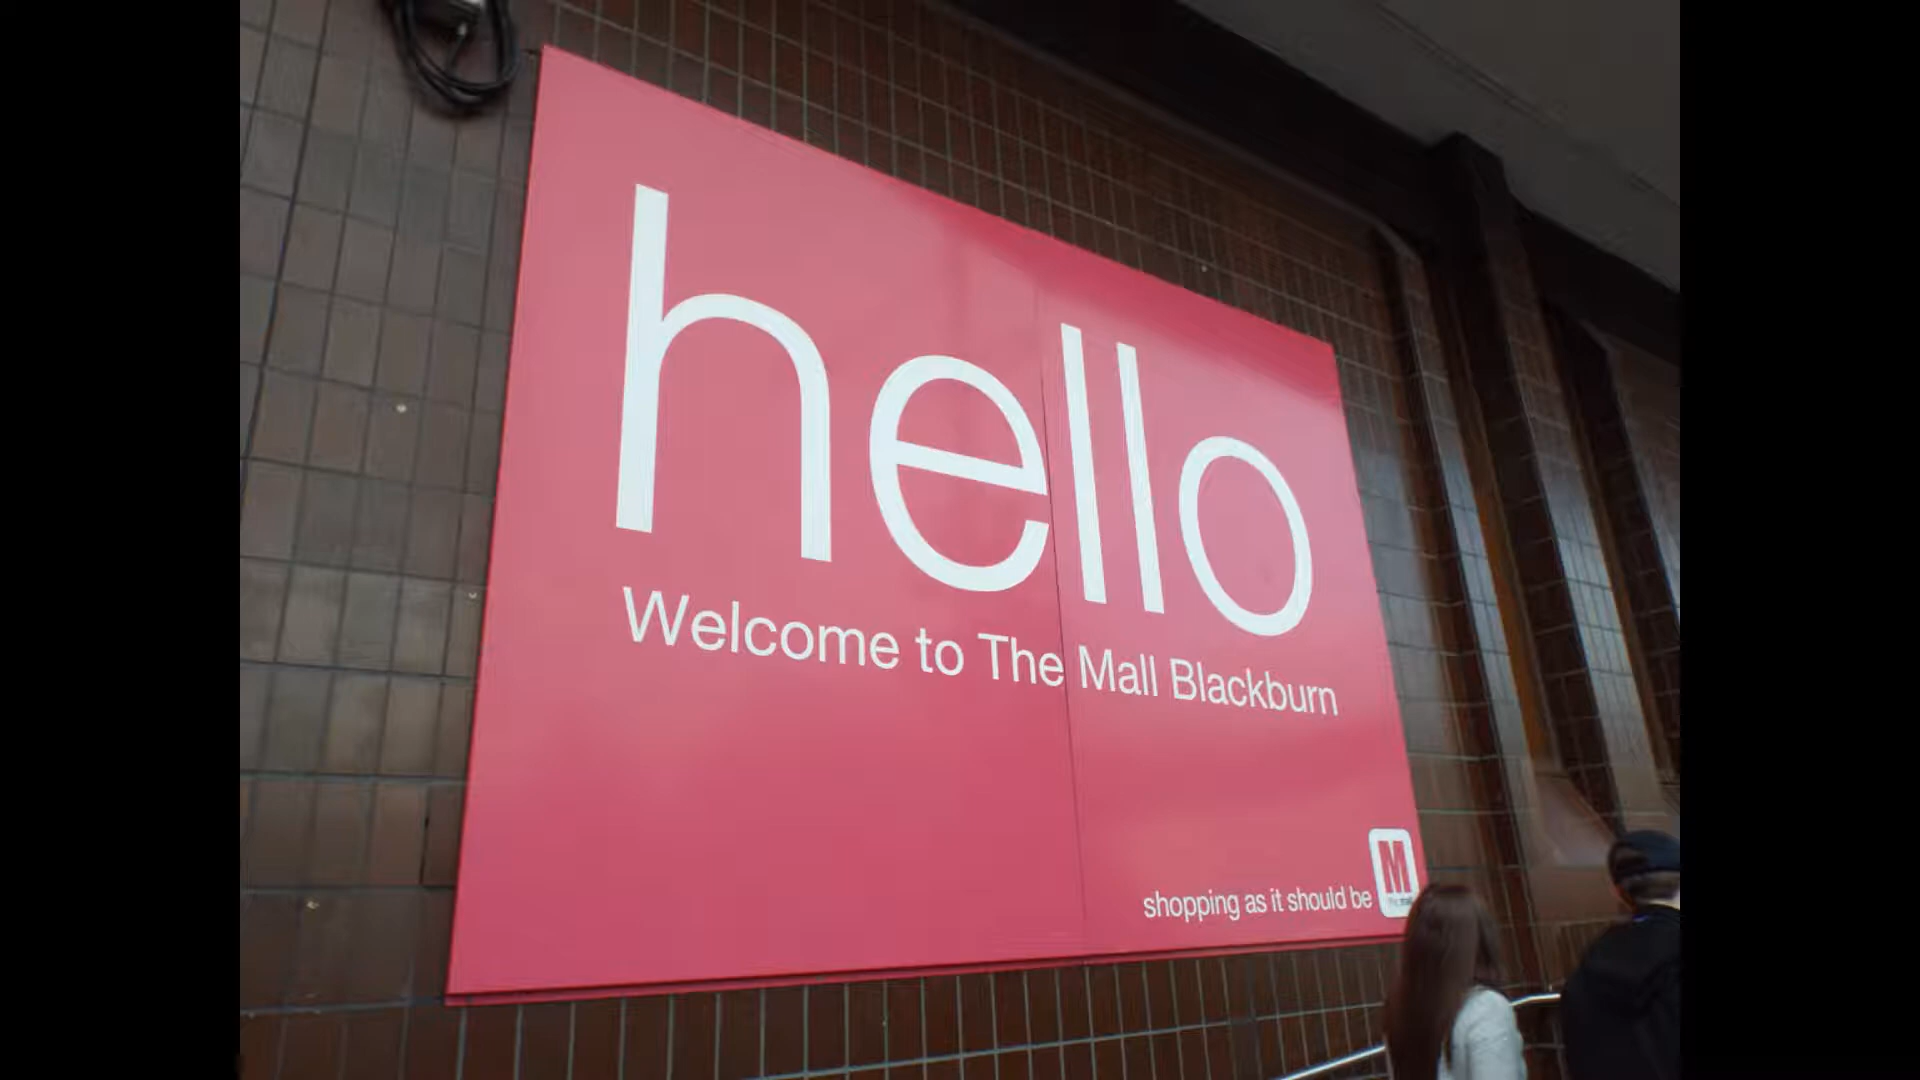 hello
Welcome to The Mall Blackburn
shopping as it should be
M